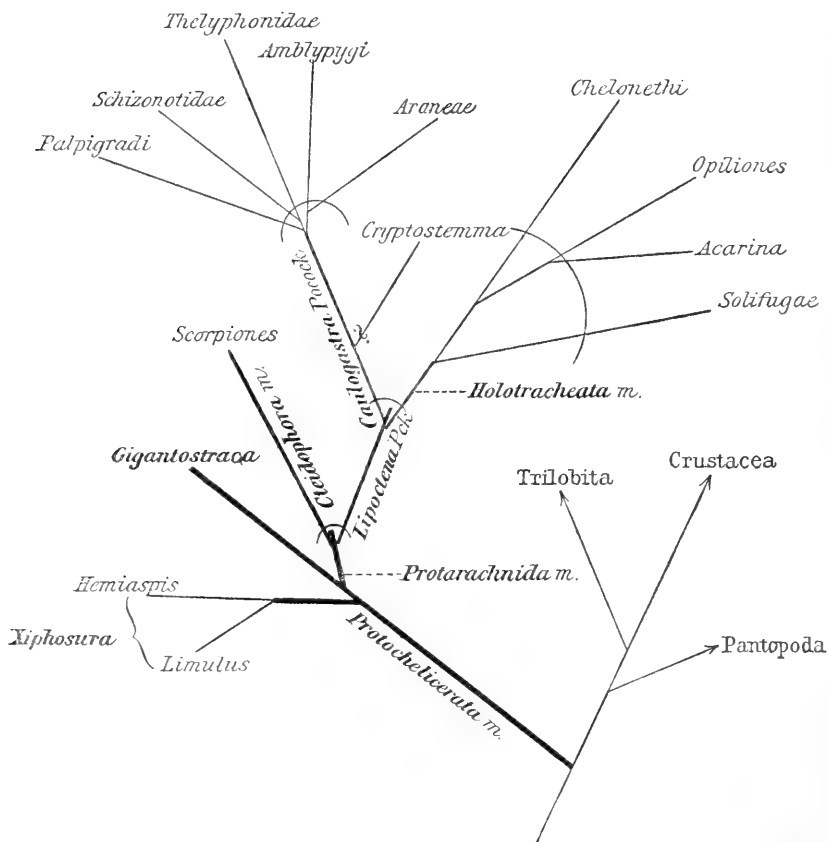 Thelyphonidae
Amblypygi
Schizonotidae
Araneae
Chelonethi
Palpigradi
Opiliones
Cryptostemma
Acarina
Solifugae
Caulogastra Pocock.
?.
Scorpiones
Holotracheata m.
Cteidophora m.
Lipoctena Pck
Gigantostraca
Trilobita
Crustacea
Protarachnida m.
Hemiaspis
Xiphosura
Limulus
Protochelicerata m.
Pantopoda